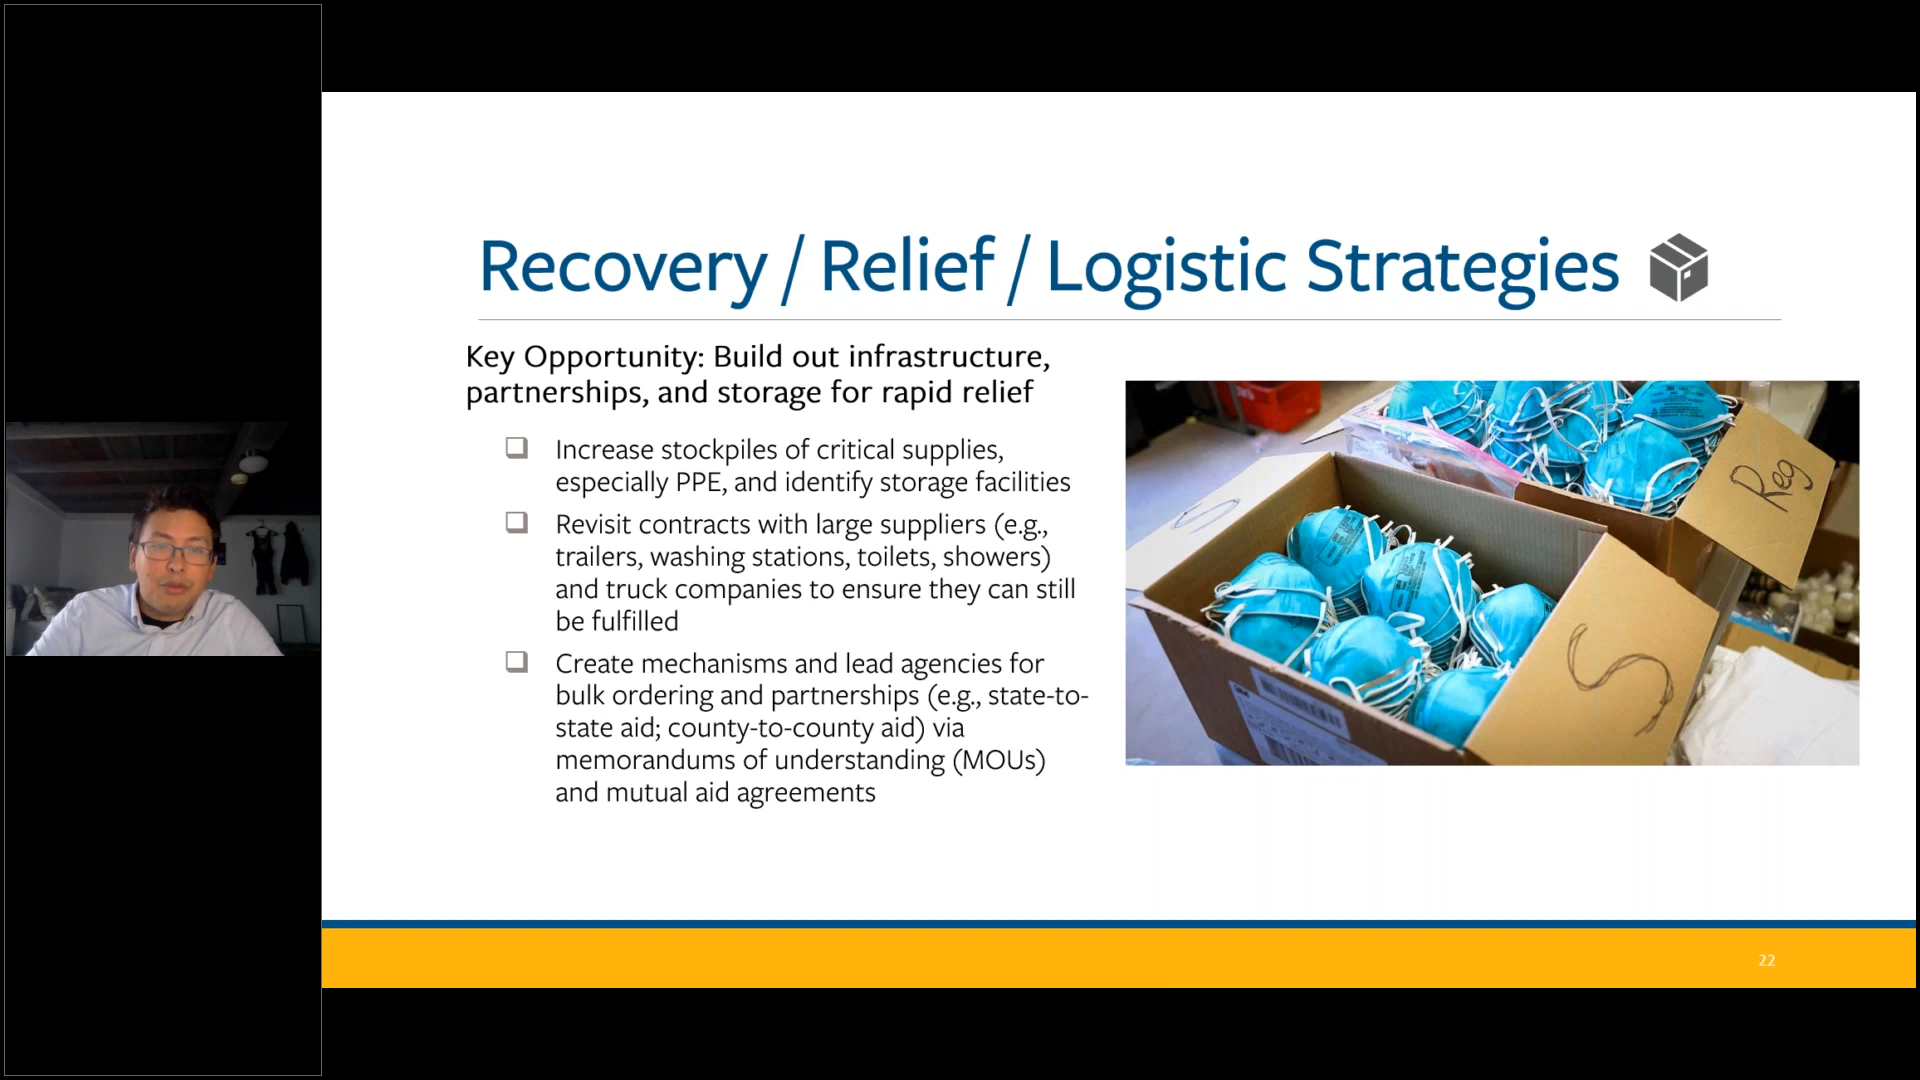 Recovery / Relief / Logistic Strategies
Key Opportunity: Build out infrastructure,
partnerships, and storage for rapid relief
Increase stockpiles of critical supplies,
especially PPE, and identify storage facilities
Revisit contracts with large suppliers (e.g.,
trailers, washing stations, toilets, showers)
and truck companies to ensure they can still
be fulfilled
Create mechanisms and lead agencies for
bulk ordering and partnerships (e.g., state-to-
state aid; county-to-county aid) via
memorandums of understanding (MOUs)
and mutual aid agreements
Reg
S
S
22